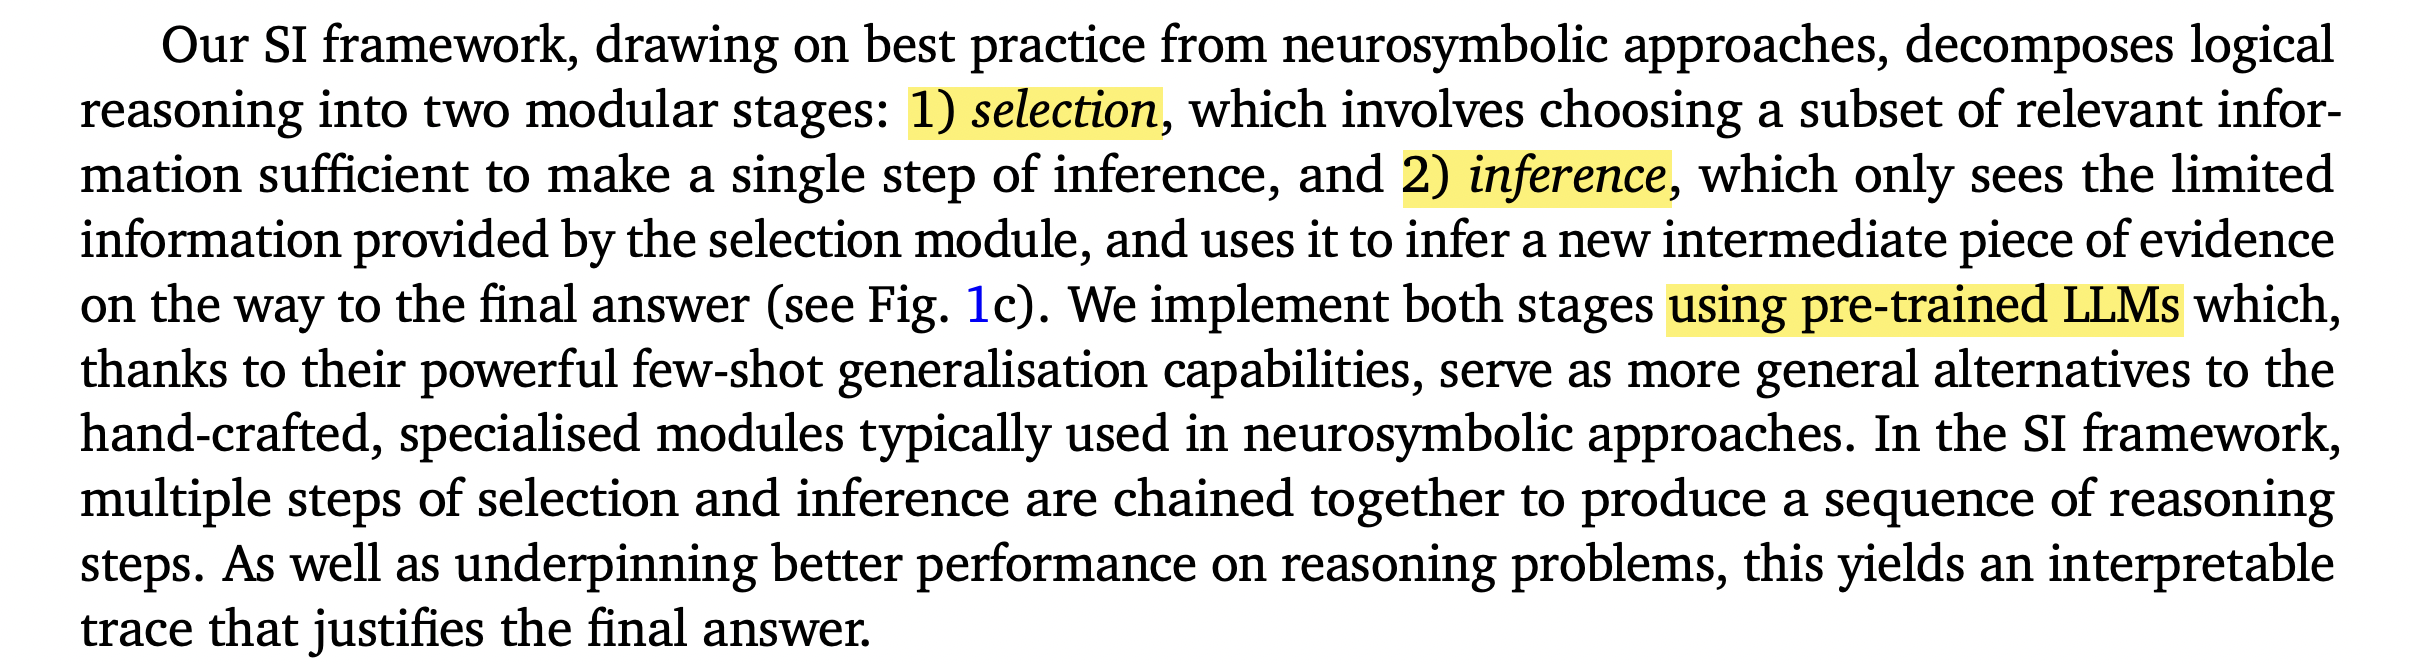 Our SI framework, drawing on best practice from neurosymbolic approaches, decomposes logical
reasoning into two modular stages: 1) selection, which involves choosing a subset of relevant infor-
mation sufficient to make a single step of inference, and 2) inference, which only sees the limited
information provided by the selection module, and uses it to infer a new intermediate piece of evidence
on the way to the final answer (see Fig. 1c). We implement both stages using pre-trained LLMs which,
thanks to their powerful few-shot generalisation capabilities, serve as more general alternatives to the
hand-crafted, specialised modules typically used in neurosymbolic approaches. In the SI framework,
multiple steps of selection and inference are chained together to produce a sequence of reasoning
steps. As well as underpinning better performance on reasoning problems, this yields an interpretable
trace that justifies the final answer.